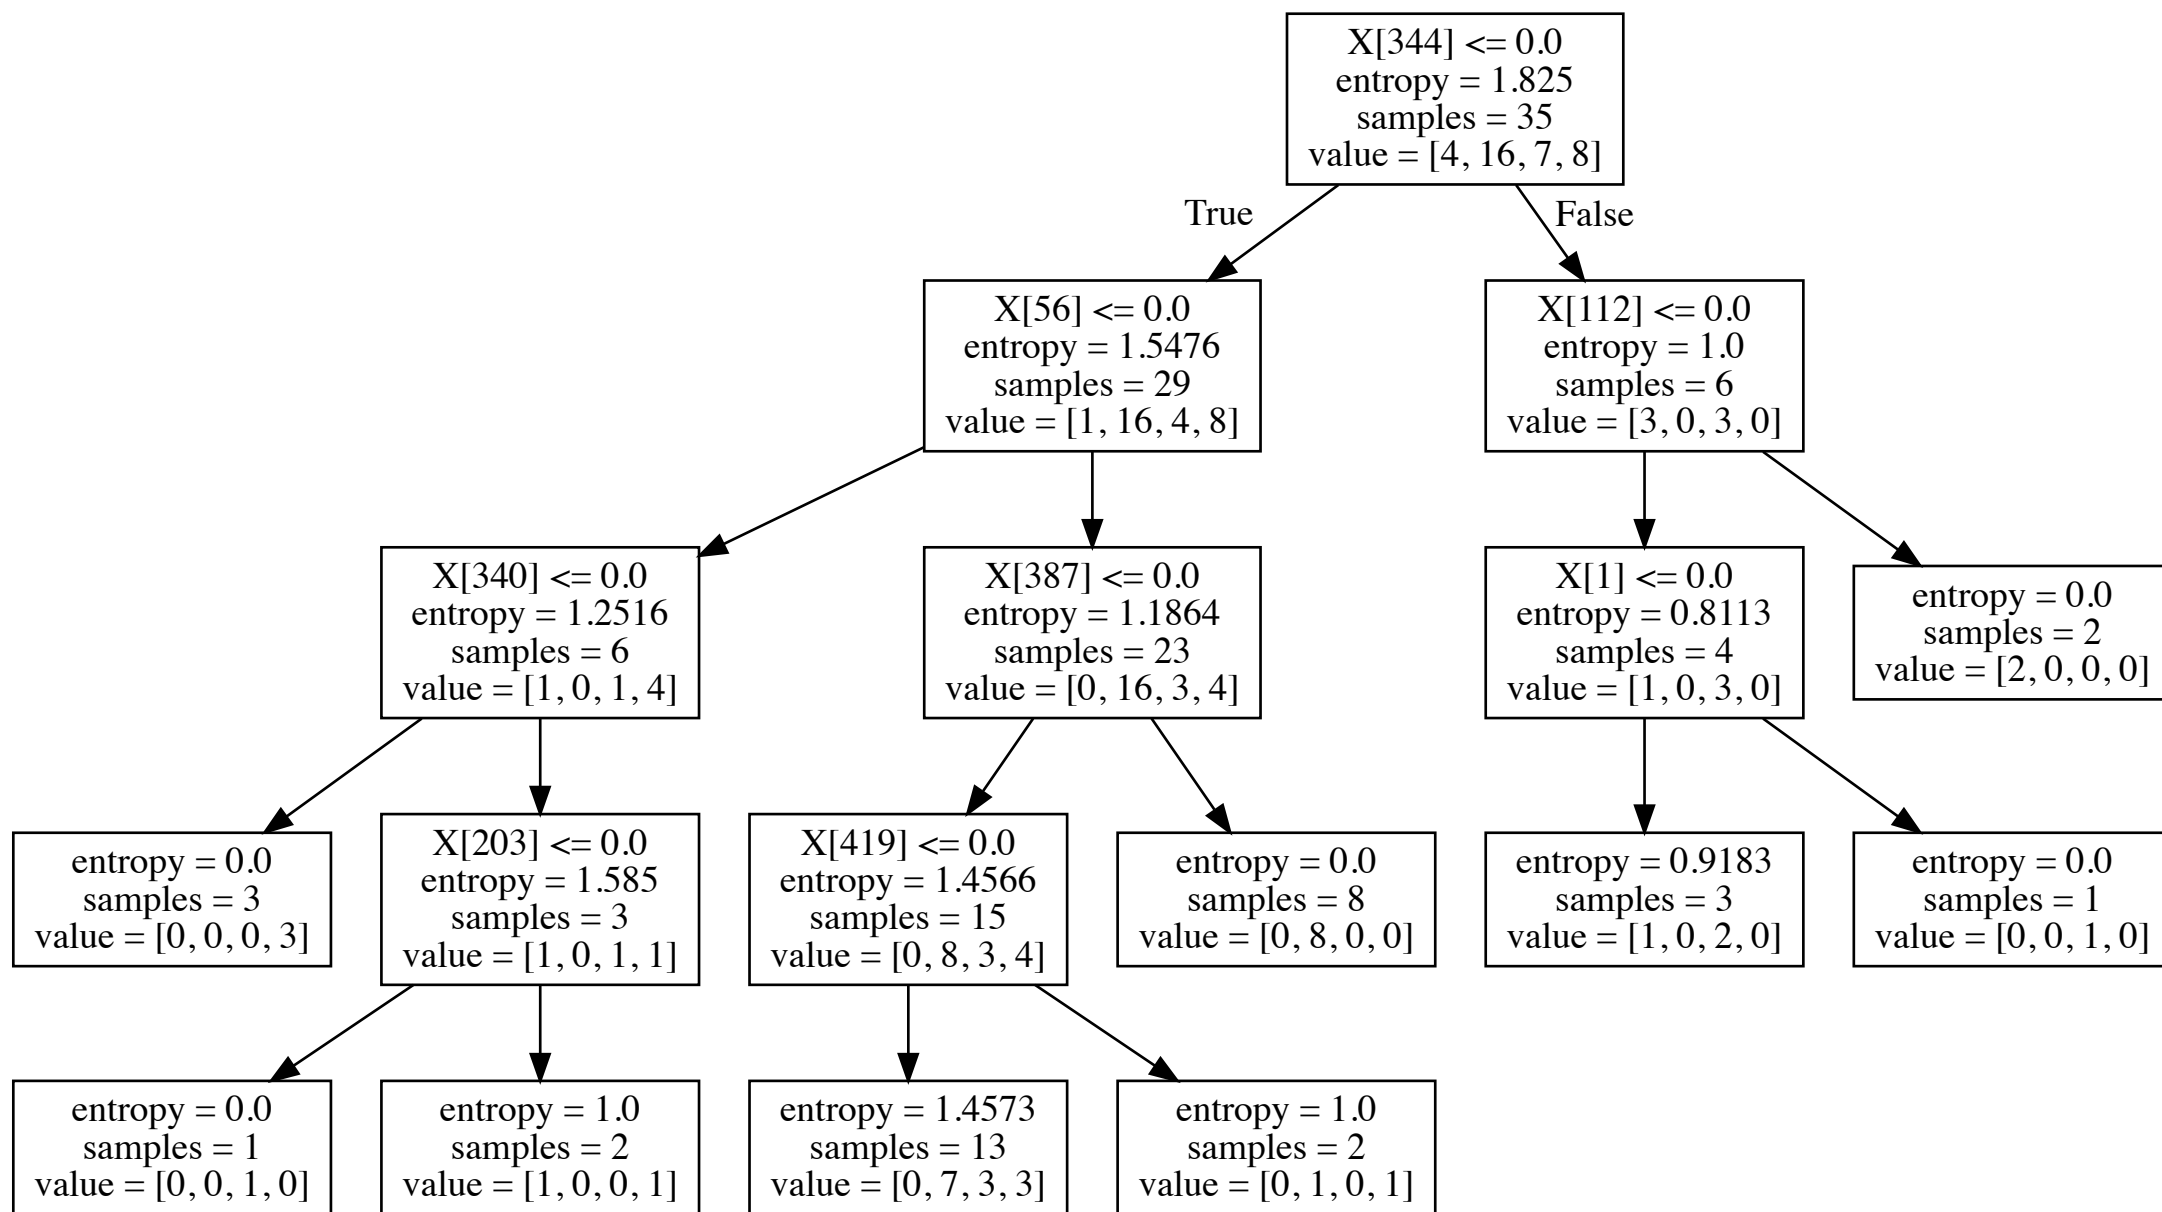 X[344] <= 0.0
entropy = 1.825
samples = 35
value = [4, 16, 7, 8]
True
False
X[56] <= 0.0
entropy = 1.5476
samples = 29
value = [1, 16, 4, 8]
X[112] <= 0.0
entropy = 1.0
samples = 6
value = [3, 0, 3, 0]
X[340] <= 0.0
entropy = 1.2516
samples = 6
value = [1, 0, 1, 4]
X[387] <= 0.0
entropy = 1.1864
samples = 23
value = [0, 16, 3, 4]
X[1] <= 0.0
entropy = 0.8113
samples = 4
value = [1, 0, 3, 0]
entropy = 0.0
samples = 2
value = [2, 0, 0, 0]
entropy = 0.0
samples = 3
value = [0, 0, 0, 3]
X[203] <= 0.0
entropy = 1.585
samples = 3
value = [1, 0, 1, 1]
X[419] <= 0.0
entropy = 1.4566
samples = 15
value = [0, 8, 3, 4]
entropy = 0.0
samples = 8
value = [0, 8, 0, 0]
entropy = 0.9183
samples = 3
value = [1, 0, 2, 0]
entropy = 0.0
samples = 1
value = [0, 0, 1, 0]
entropy = 0.0
samples = 1
value = [0, 0, 1, 0]
entropy = 1.0
samples = 2
value = [1, 0, 0, 1]
entropy = 1.4573
samples = 13
value = [0, 7, 3, 3]
entropy = 1.0
samples = 2
value = [0, 1, 0, 1]